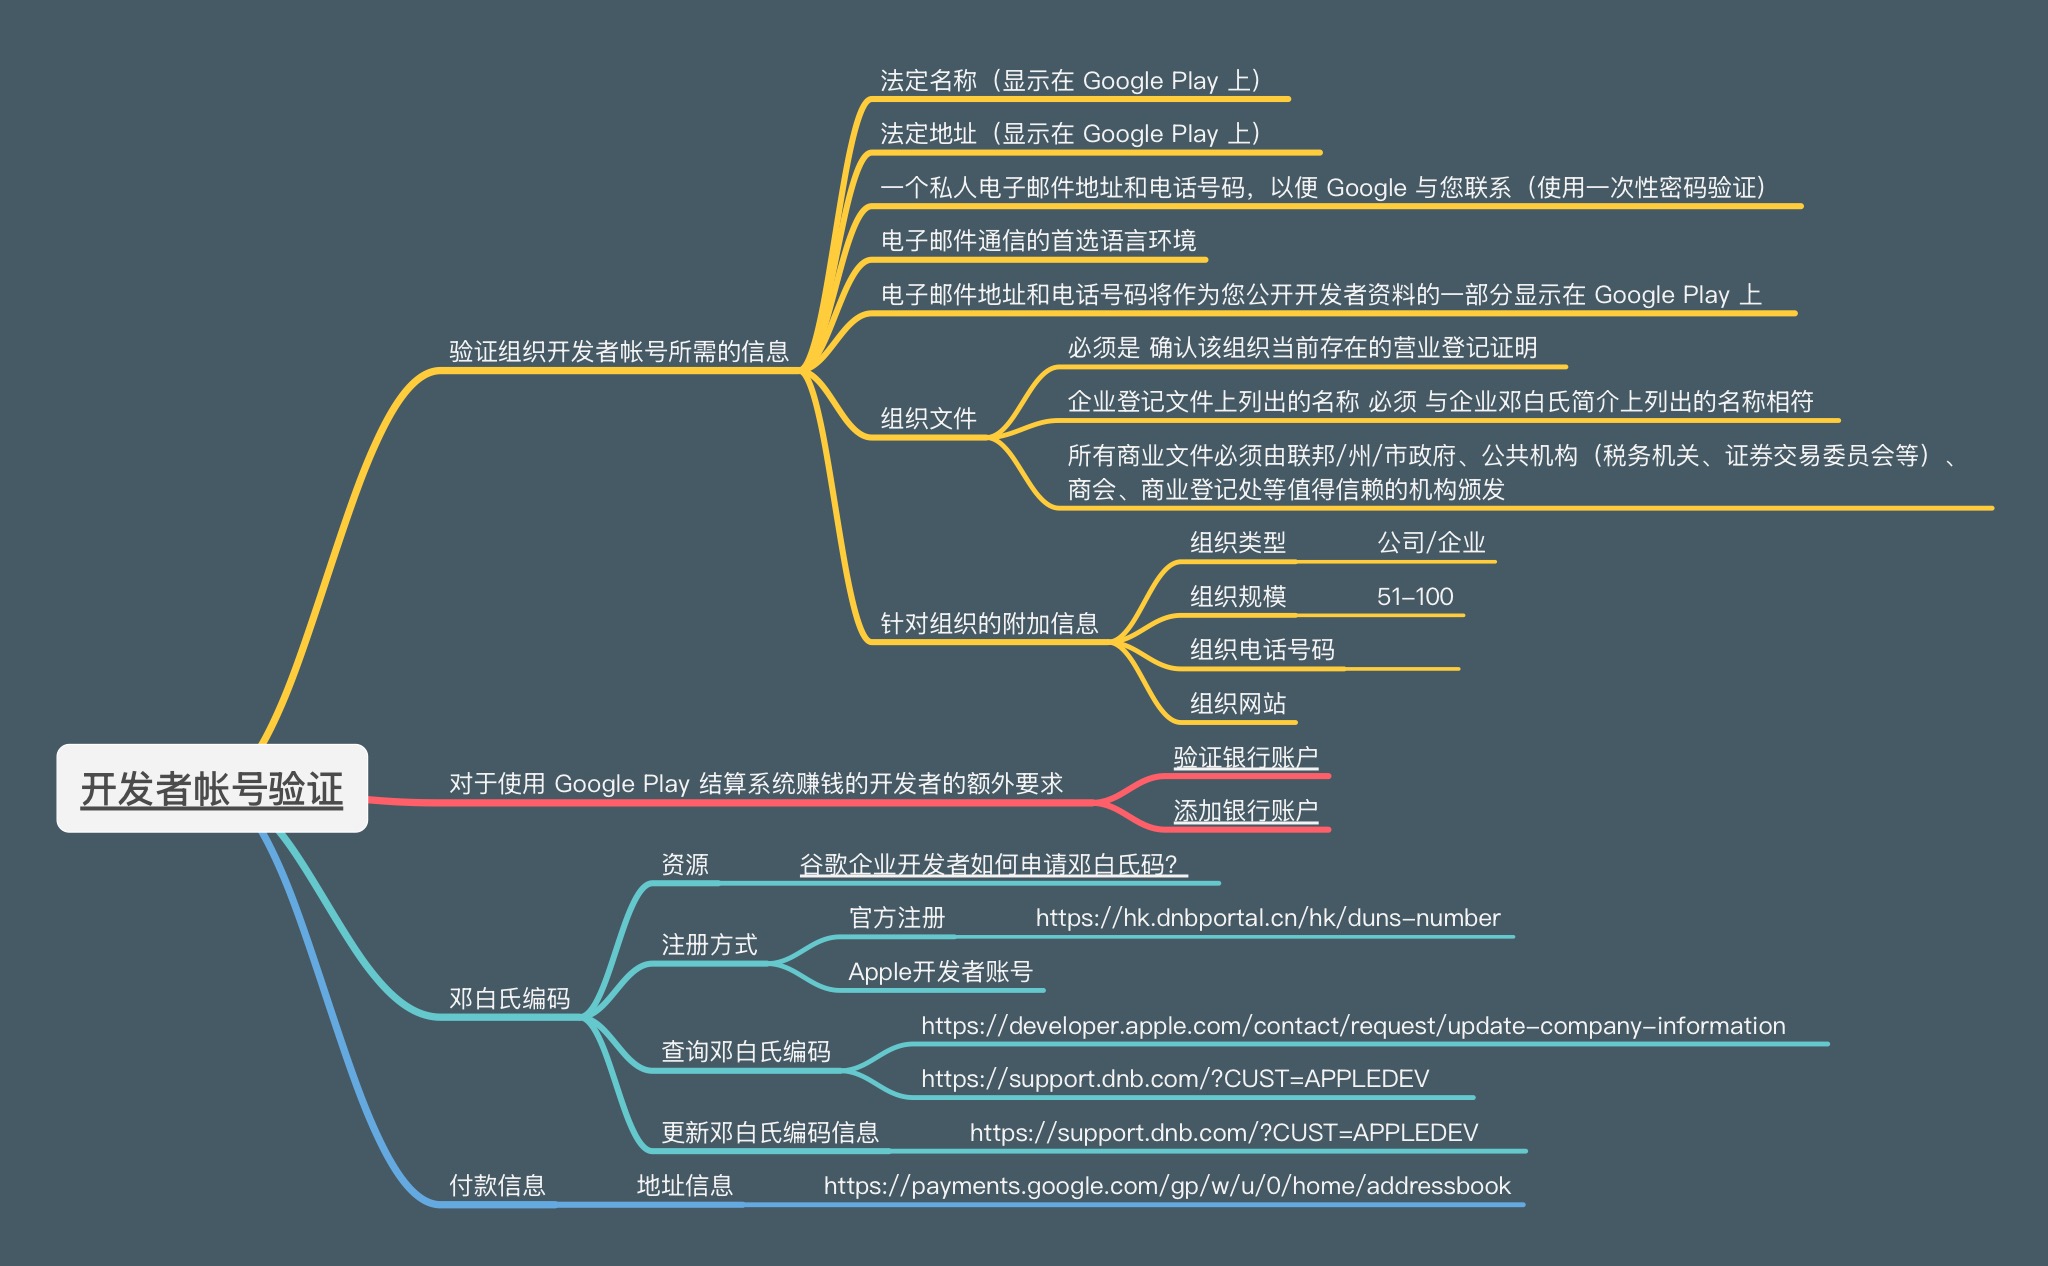 开发者帐号验证
验证组织开发者帐号所需的信息
法定名称（显示在 Google Play 上）
法定地址（显示在 Google Play 上）
一个私人电子邮件地址和电话号码，以便 Google 与您联系（使用一次性密码验证）
电子邮件通信的首选语言环境
电子邮件地址和电话号码将作为您公开开发者资料的一部分显示在 Google Play 上
组织文件
必须是 确认该组织当前存在的营业登记证明
企业登记文件上列出的名称 必须 与企业邓白氏简介上列出的名称相符
所有商业文件必须由联邦/州/市政府、公共机构（税务机关、证券交易委员会等）、
商会、商业登记处等值得信赖的机构颁发
针对组织的附加信息
组织类型
公司/企业
组织规模
51-100
组织电话号码
组织网站
对于使用 Google Play 结算系统赚钱的开发者的额外要求
验证银行账户
添加银行账户
邓白氏编码
资源
谷歌企业开发者如何申请邓白氏码？
注册方式
官方注册
https://hk.dnbportal.cn/hk/duns-number
Apple开发者账号
查询邓白氏编码
https://developer.apple.com/contact/request/update-company-information
https://support.dnb.com/?CUST=APPLEDEV
更新邓白氏编码信息
https://support.dnb.com/?CUST=APPLEDEV
付款信息
地址信息
https://payments.google.com/gp/w/u/0/home/addressbook